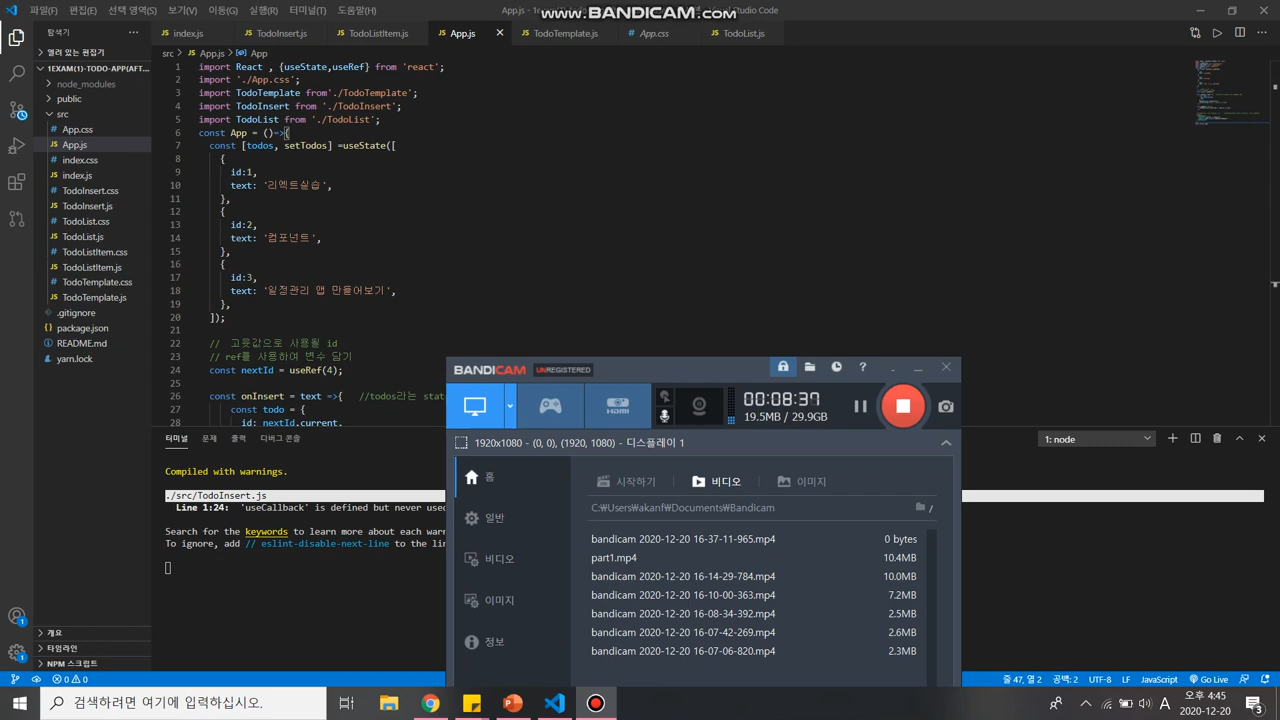 파일(F) 편집(E) 선택 영역(S) 보기(V) 이동(G) 실행(R) 터미널(T) 도움말(H)
www.BANDICAM.com
Studio Code
탐색기
열려 있는 편집기
1EXAM(1)-TODO-APP(AFT...
node_modules
public
src
App.css
App.js
index.css
index.js
TodoInsert.css
TodoInsert.js
TodoList.css
TodoList.js
TodoListItem.css
TodoListItem.js
TodoTemplate.css
TodoTemplate.js
.gitignore
package.json
README.md
yarn.lock
개요
타임라인
NPM 스크립트
index.js TodoInsert.js TodoListItem.js App.js TodoTemplate.js App.css TodoList.js
src > App.js > App
1 import React , {useState,useRef} from 'react';
2 import './App.css';
3 import TodoTemplate from'./TodoTemplate';
4 import TodoInsert from './TodoInsert';
5 import TodoList from './TodoList';
6 const App = ()=>{
7 const [todos, setTodos] =useState([
8 {
9 id:1,
10 text: '리엑트실습',
11 },
12 {
13 id:2,
14 text: '컴포넌트',
15 },
16 {
17 id:3,
18 text: '일정관리 앱 만들어보기',
19 },
20 ]);
21
22 // 고윳값으로 사용될 id
23 // ref를 사용하여 변수 담기
24 const nextId = useRef(4);
25
26 const onInsert = text =>{ //todos라는 stat
27 const todo = {
28 id: nextId.current,
터미널 문제 출력 디버그 콘솔
1: node
Compiled with warnings.
./src/TodoInsert.js
Line 1:24: 'useCallback' is defined but never used
Search for the keywords to learn more about each warn
To ignore, add // eslint-disable-next-line to the lin
BANDICAM UNREGISTERED
HDMI
00:08:37
19.5MB / 29.9GB
1920x1080 - (0, 0), (1920, 1080) - 디스플레이 1
홈
일반
비디오
이미지
정보
시작하기 비디오 이미지
C:₩Users₩akanf₩Documents₩Bandicam
bandicam 2020-12-20 16-37-11-965.mp4 0 bytes
part1.mp4 10.4MB
bandicam 2020-12-20 16-14-29-784.mp4 10.0MB
bandicam 2020-12-20 16-10-00-363.mp4 7.2MB
bandicam 2020-12-20 16-08-34-392.mp4 2.5MB
bandicam 2020-12-20 16-07-42-269.mp4 2.6MB
bandicam 2020-12-20 16-07-06-820.mp4 2.3MB
0 0
줄 47, 열 2 공백: 2 UTF-8 LF JavaScript Go Live
검색하려면 여기에 입력하십시오.
A
오후 4:45
2020-12-20
3